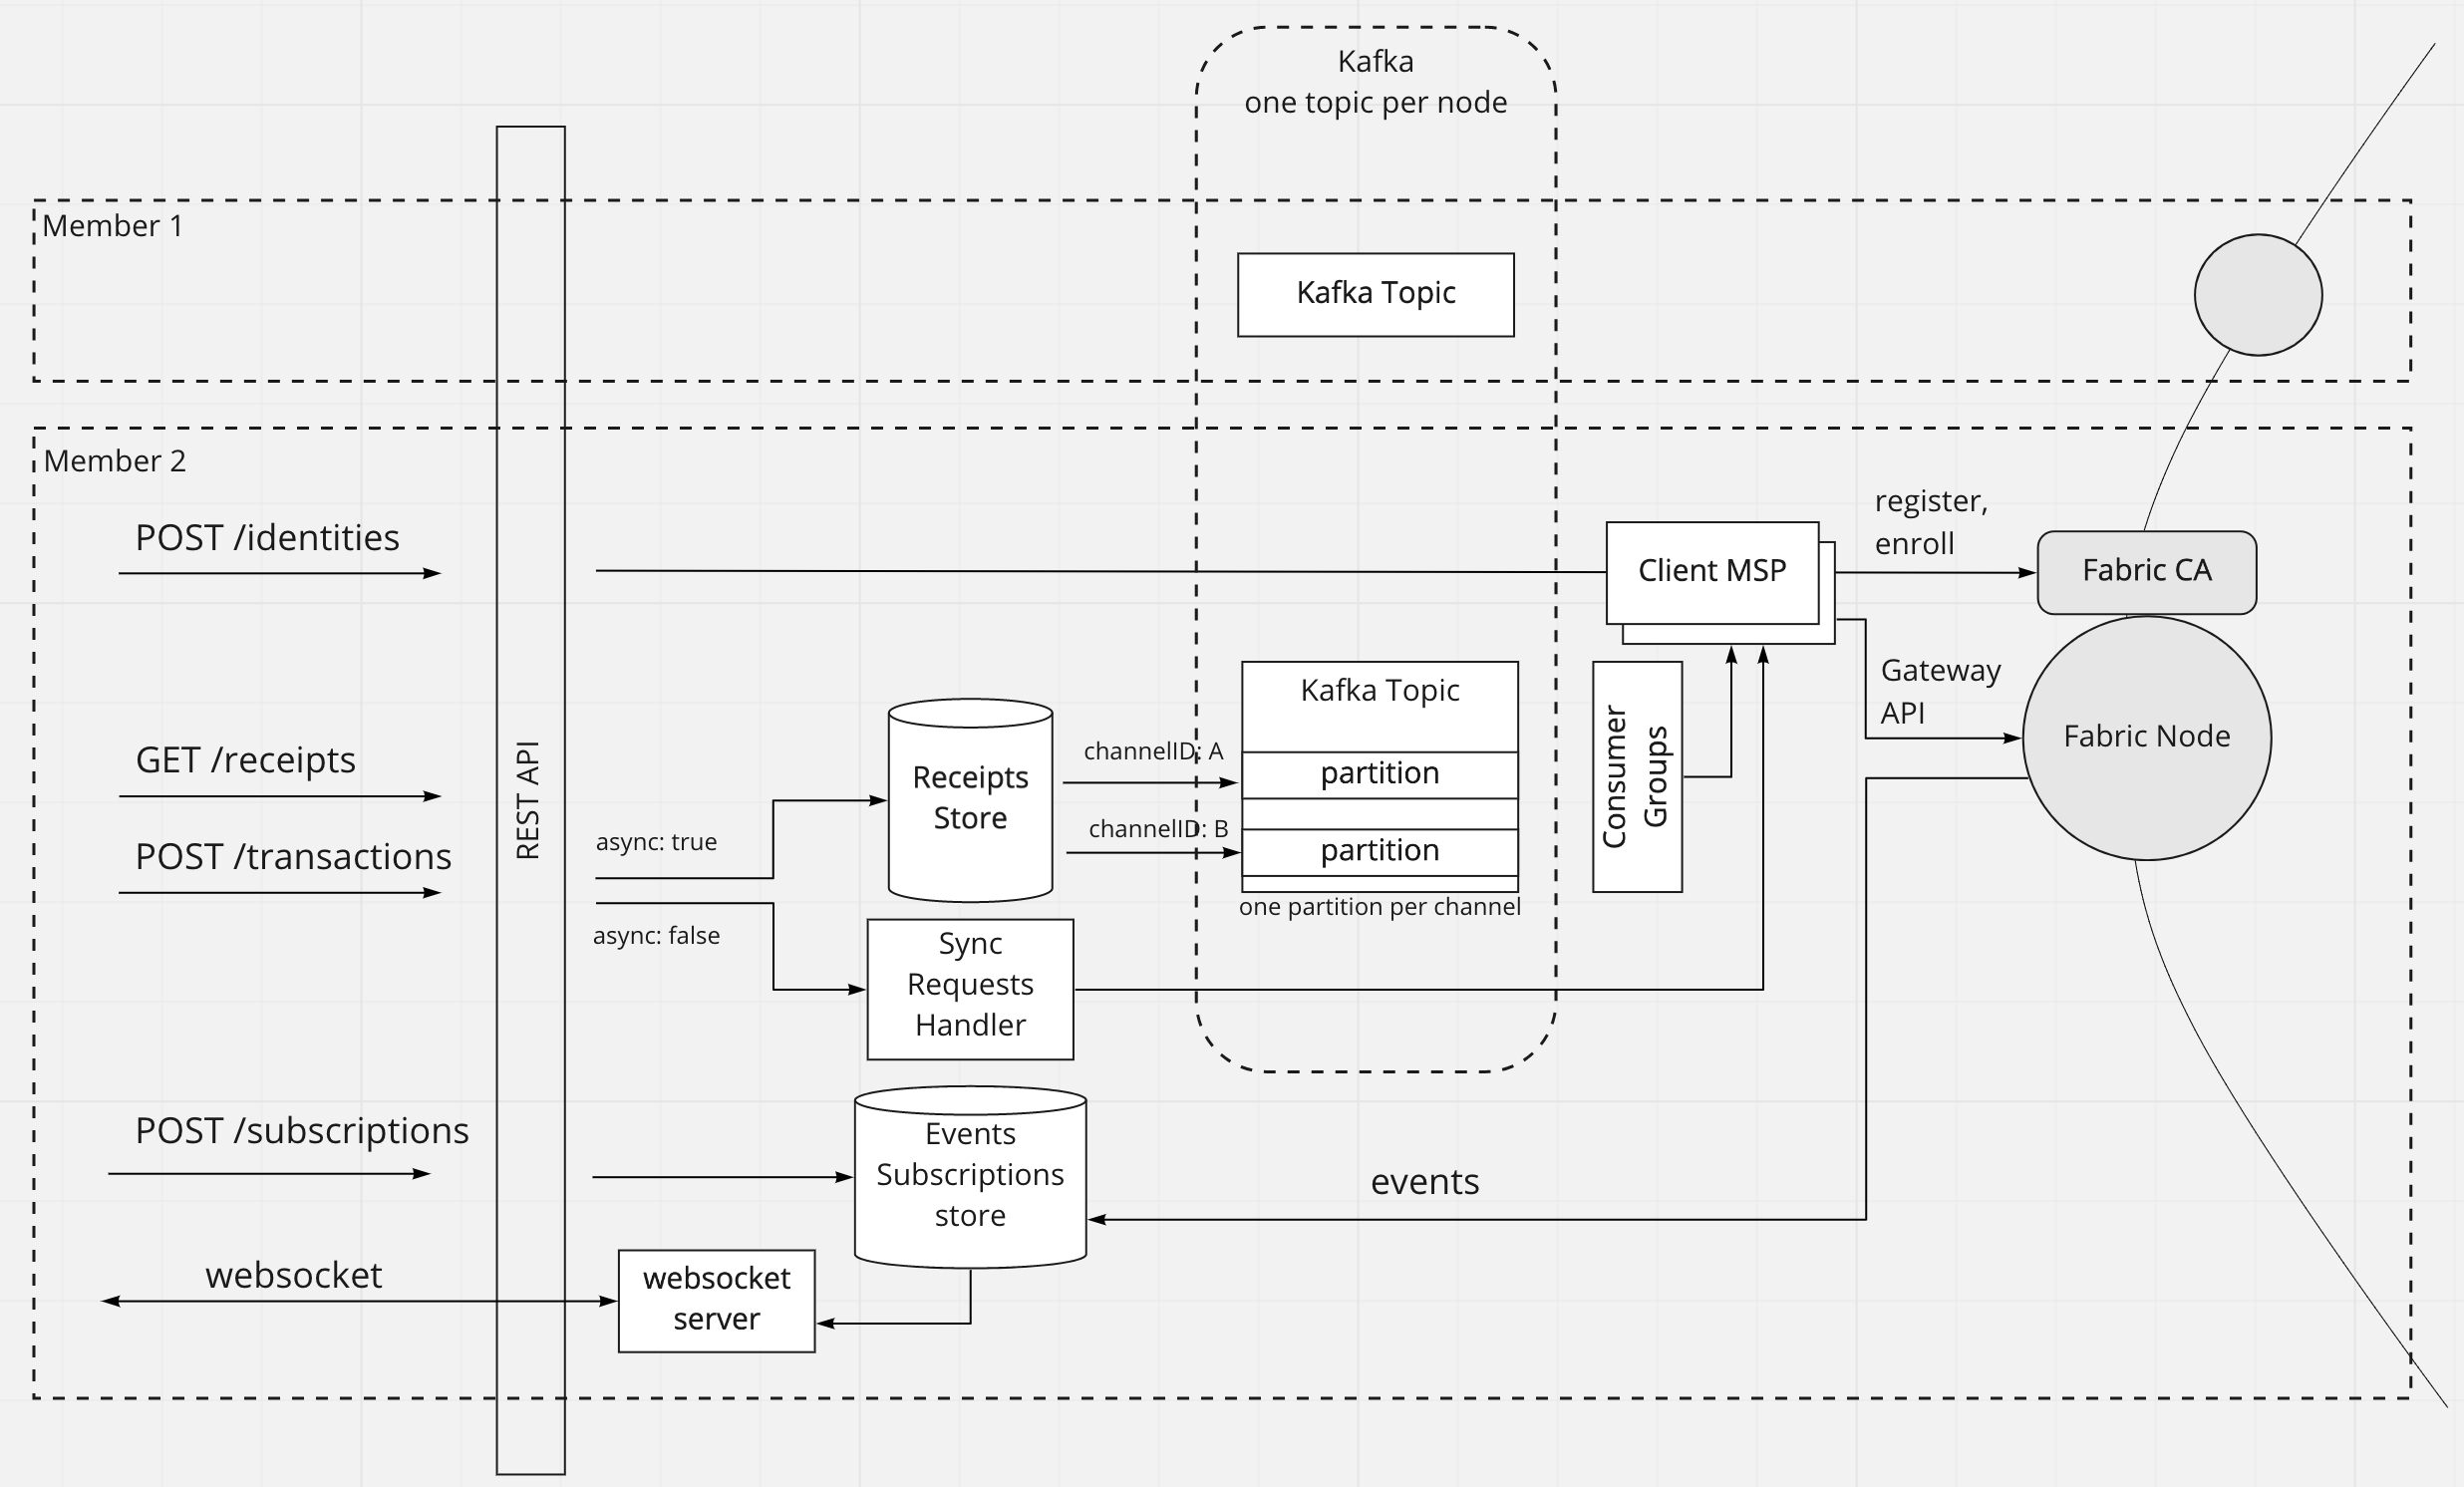 Kafka
one topic per node
Member 1
Kafka Topic
Member 2
POST /identities
Client MSP
register,
enroll
Fabric CA
GET /receipts
POST /transactions
REST API
async: true
async: false
Receipts
Store
channelID: A
channelID: B
Kafka Topic
partition
partition
one partition per channel
Consumer
Groups
Gateway
API
Fabric Node
Sync
Requests
Handler
POST /subscriptions
Events
Subscriptions
store
events
websocket
websocket
server